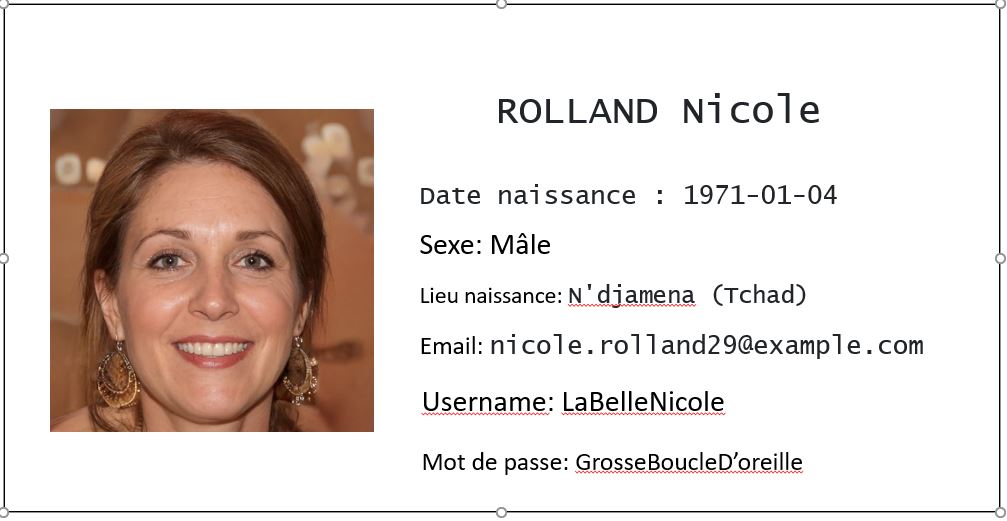 ROLLAND Nicole
Date naissance : 1971-01-04
Sexe: Mâle
Lieu naissance: N'djamena (Tchad)
Email: nicole.rolland29@example.com
Username: LaBelleNicole
Mot de passe: GrosseBoucleD’oreille